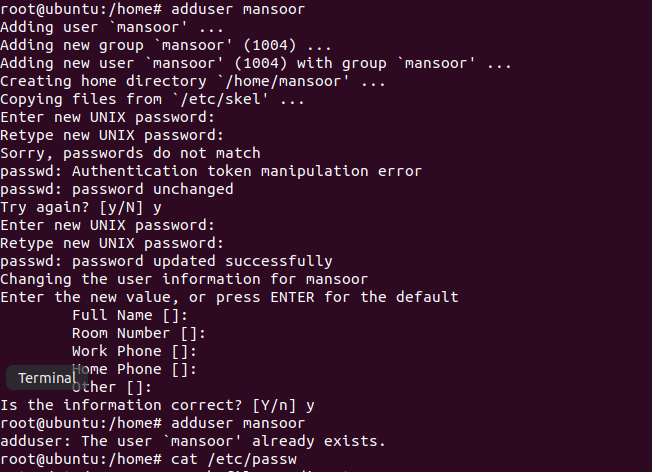 root@ubuntu:/home# adduser mansoor
Adding user `mansoor' ...
Adding new group `mansoor' (1004) ...
Adding new user `mansoor' (1004) with group `mansoor' ...
Creating home directory `/home/mansoor' ...
Copying files from `/etc/skel' ...
Enter new UNIX password:
Retype new UNIX password:
Sorry, passwords do not match
passwd: Authentication token manipulation error
passwd: password unchanged
Try again? [y/N] y
Enter new UNIX password:
Retype new UNIX password:
passwd: password updated successfully
Changing the user information for mansoor
Enter the new value, or press ENTER for the default
Full Name []:
Room Number []:
Work Phone []:
Home Phone []:
Terminal
Other []:
Is the information correct? [Y/n] y
root@ubuntu:/home# adduser mansoor
adduser: The user `mansoor' already exists.
root@ubuntu:/home# cat /etc/passw